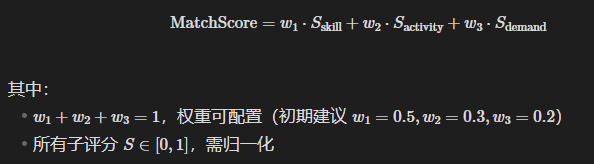 MatchScore = w₁ · S_skill + w₂ · S_activity + w₃ · S_demand
其中：
• w₁ + w₂ + w₃ = 1，权重可配置（初期建议 w₁ = 0.5, w₂ = 0.3, w₃ = 0.2）
• 所有子评分 S ∈ [0, 1]，需归一化